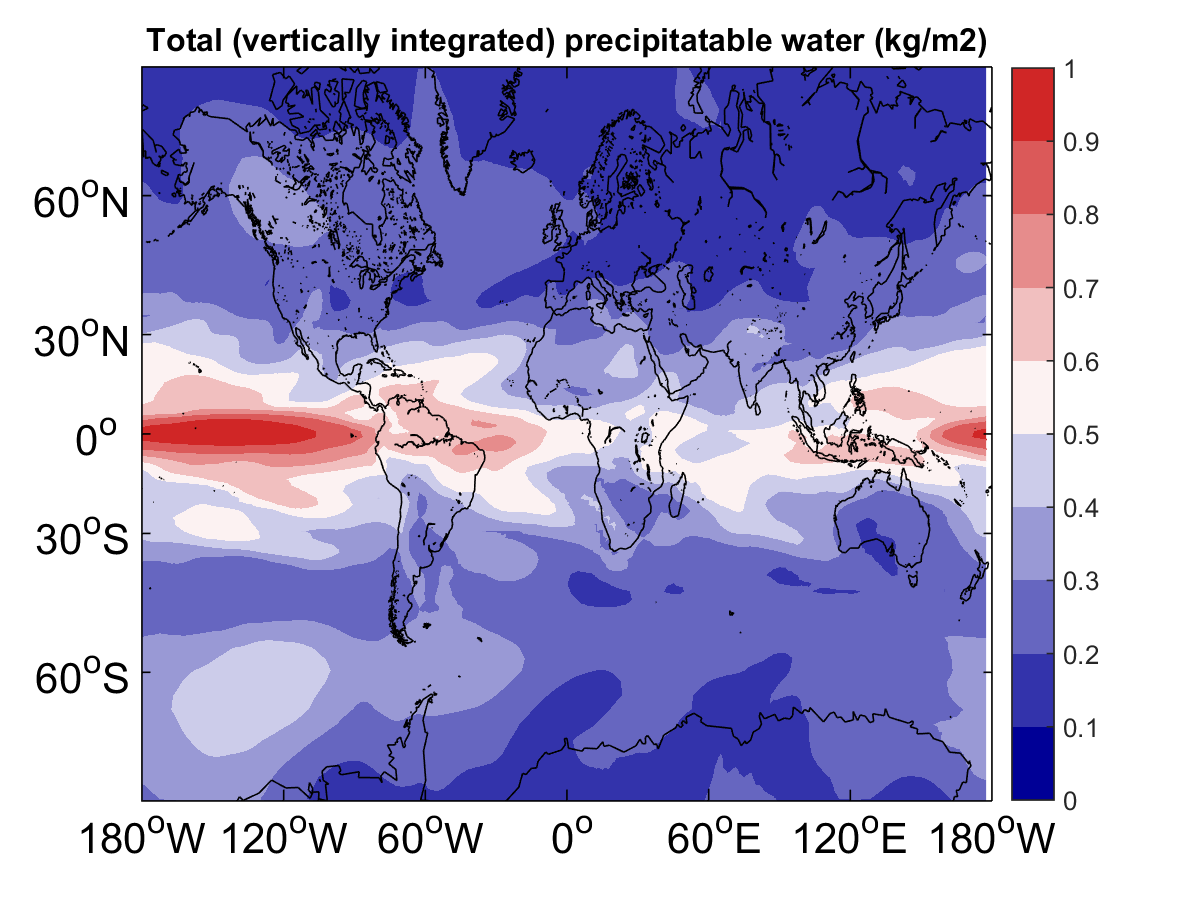 Total (vertically integrated) precipitatable water (kg/m2)
60°N
30°N
0°
30°S
60°S
180°W 120°W 60°W 0° 60°E 120°E 180°W
1
0.9
0.8
0.7
0.6
0.5
0.4
0.3
0.2
0.1
0